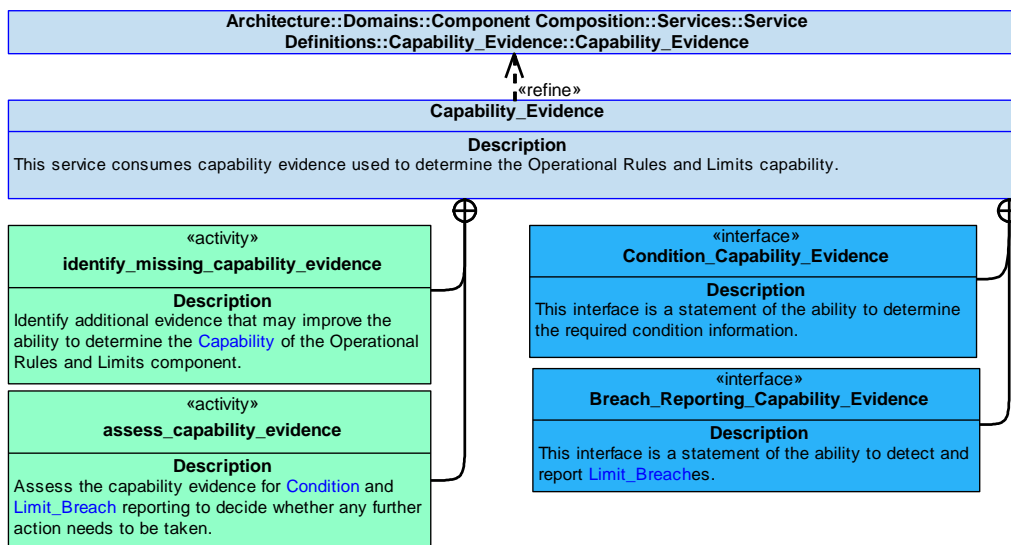 Architecture::Domains::Component Composition::Services::Service
Definitions::Capability_Evidence::Capability_Evidence
«refine»
Capability_Evidence
Description
This service consumes capability evidence used to determine the Operational Rules and Limits capability.
«activity»
identify_missing_capability_evidence
Description
Identify additional evidence that may improve the
ability to determine the Capability of the Operational
Rules and Limits component.
«activity»
assess_capability_evidence
Description
Assess the capability evidence for Condition and
Limit_Breach reporting to decide whether any further
action needs to be taken.
«interface»
Condition_Capability_Evidence
Description
This interface is a statement of the ability to determine
the required condition information.
«interface»
Breach_Reporting_Capability_Evidence
Description
This interface is a statement of the ability to detect and
report Limit_Breaches.